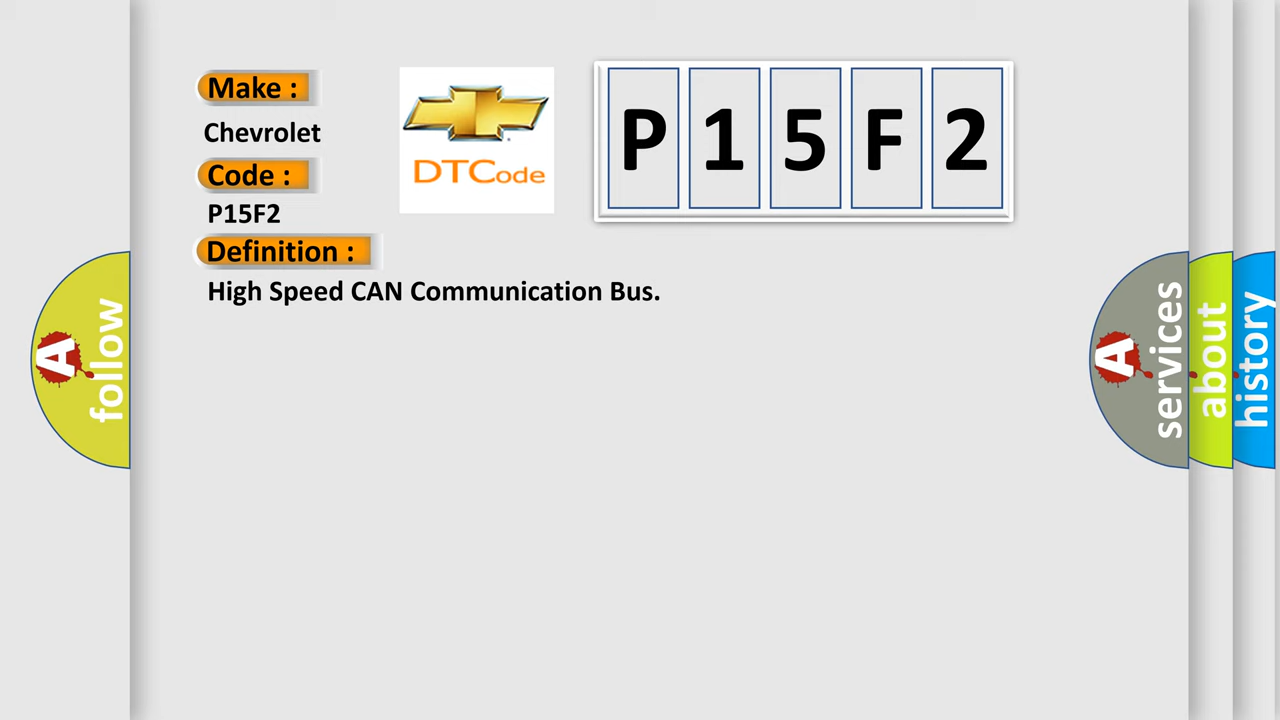 Make :
Chevrolet
Code :
P15F2
Definition :
High Speed CAN Communication Bus.
DTCode
P 1 5 F 2
A follow
A services
about
history